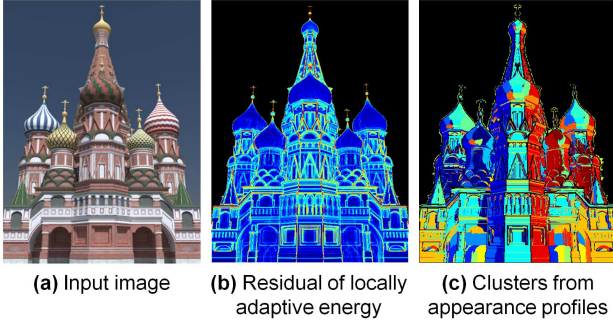 (a) Input image
(b) Residual of locally
adaptive energy
(c) Clusters from
appearance profiles